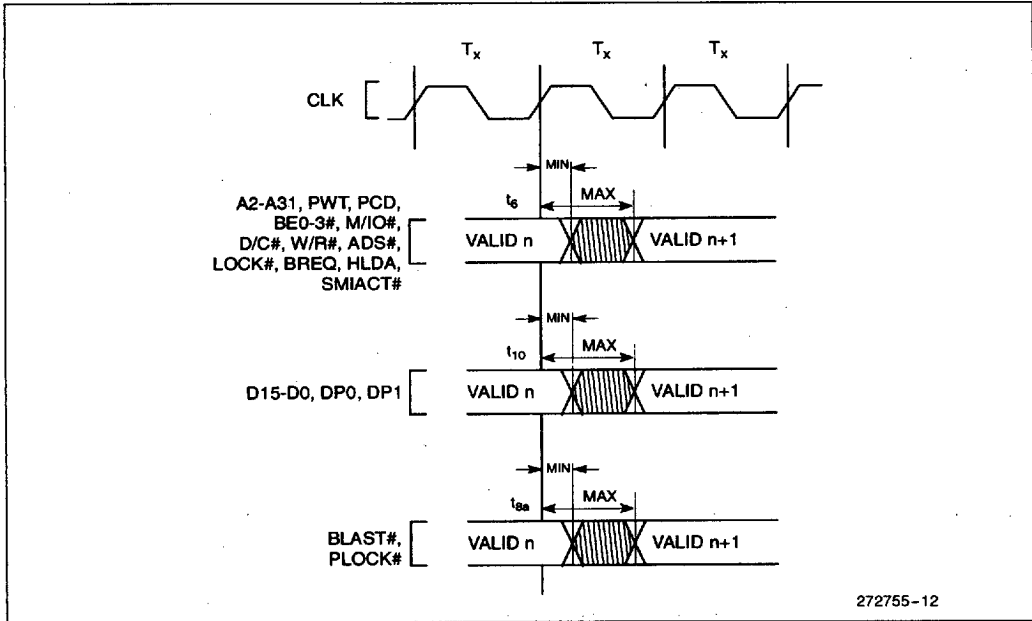 Tx Tx Tx
CLK
MIN
t6 MAX
A2-A31, PWT, PCD,
BE0-3#, M/IO#,
D/C#, W/R#, ADS#,
LOCK#, BREQ, HLDA,
SMIACT#
VALID n VALID n+1
MIN
t10 MAX
D15-D0, DP0, DP1
VALID n VALID n+1
MIN
t8a MAX
BLAST#,
PLOCK#
VALID n VALID n+1
272755-12